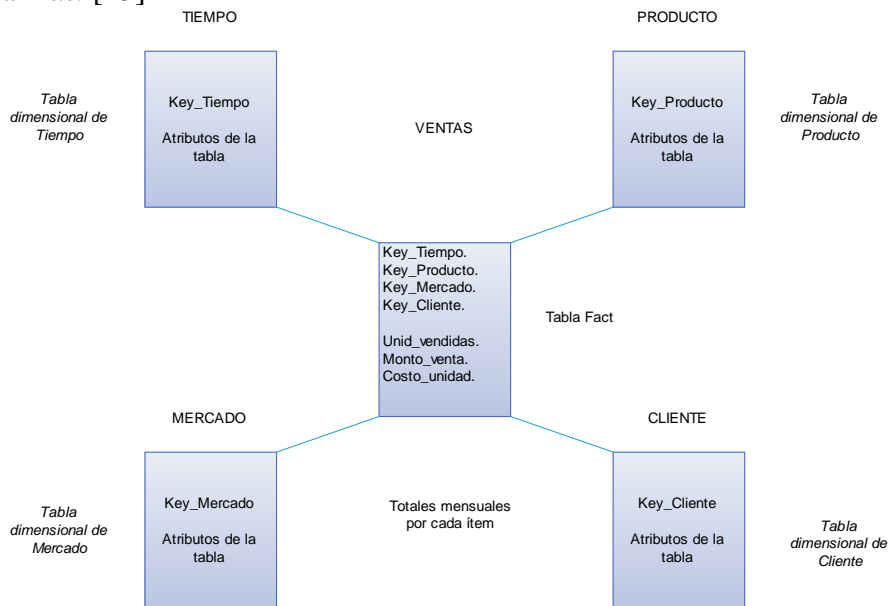 TIEMPO
PRODUCTO
Tabla
dimensional de
Tiempo
Key_Tiempo
Atributos de la
tabla
VENTAS
Key_Producto
Atributos de la
tabla
Tabla
dimensional de
Producto
Key_Tiempo.
Key_Producto.
Key_Mercado.
Key_Cliente.
Unid_vendidas.
Monto_venta.
Costo_unidad.
Tabla Fact
MERCADO
CLIENTE
Tabla
dimensional de
Mercado
Key_Mercado
Atributos de la
tabla
Totales mensuales
por cada ítem
Key_Cliente
Atributos de la
tabla
Tabla
dimensional de
Cliente